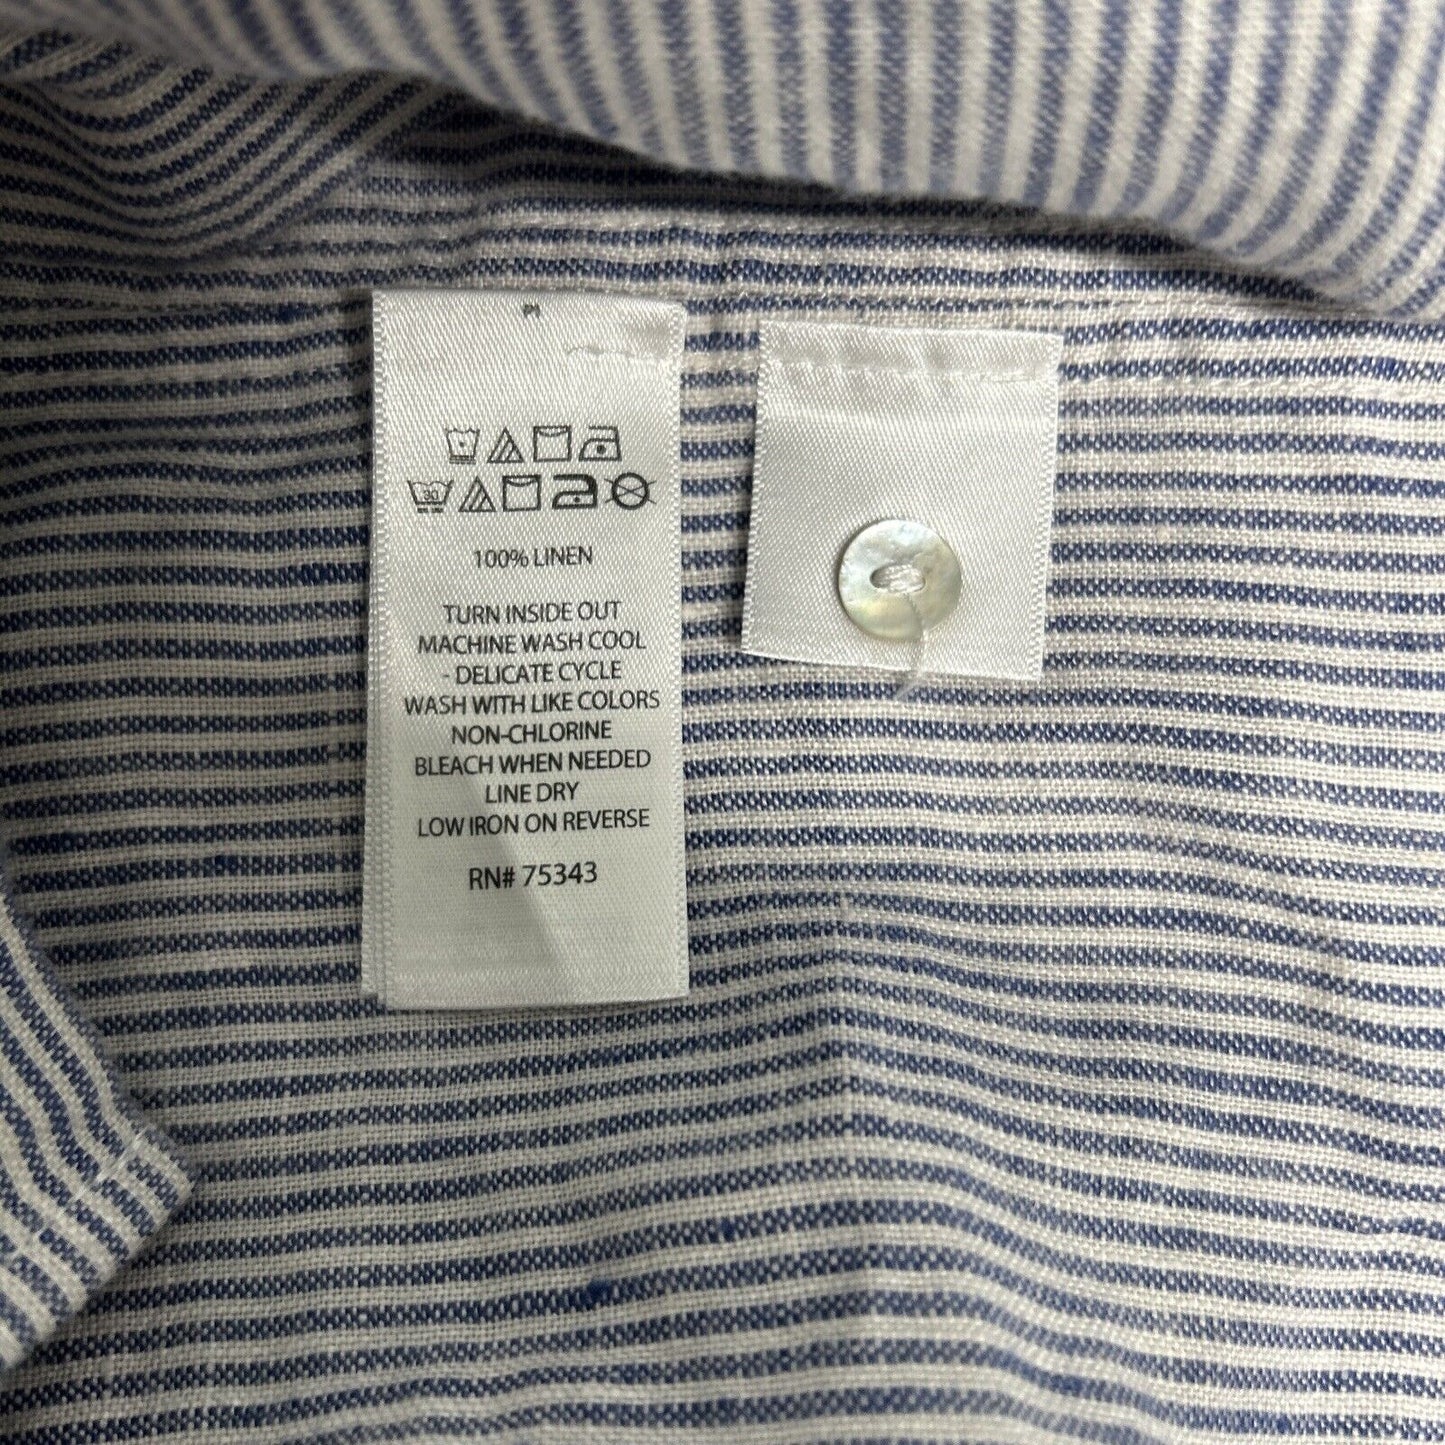 30
100% LINEN
TURN INSIDE OUT
MACHINE WASH COOL
- DELICATE CYCLE
WASH WITH LIKE COLORS
NON-CHLORINE
BLEACH WHEN NEEDED
LINE DRY
LOW IRON ON REVERSE
RN# 75343